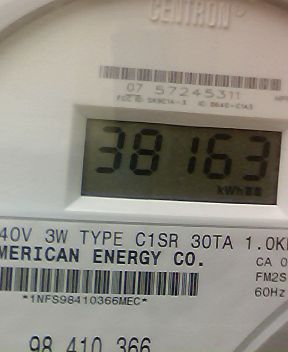 CENTRON®
07 57245311
38163
kWh
40V 3W TYPE C1SR 30TA 1.0K
MERICAN ENERGY CO.
CA 0
FM2S
*1NFS98410366MEC*
60Hz
98 410 366